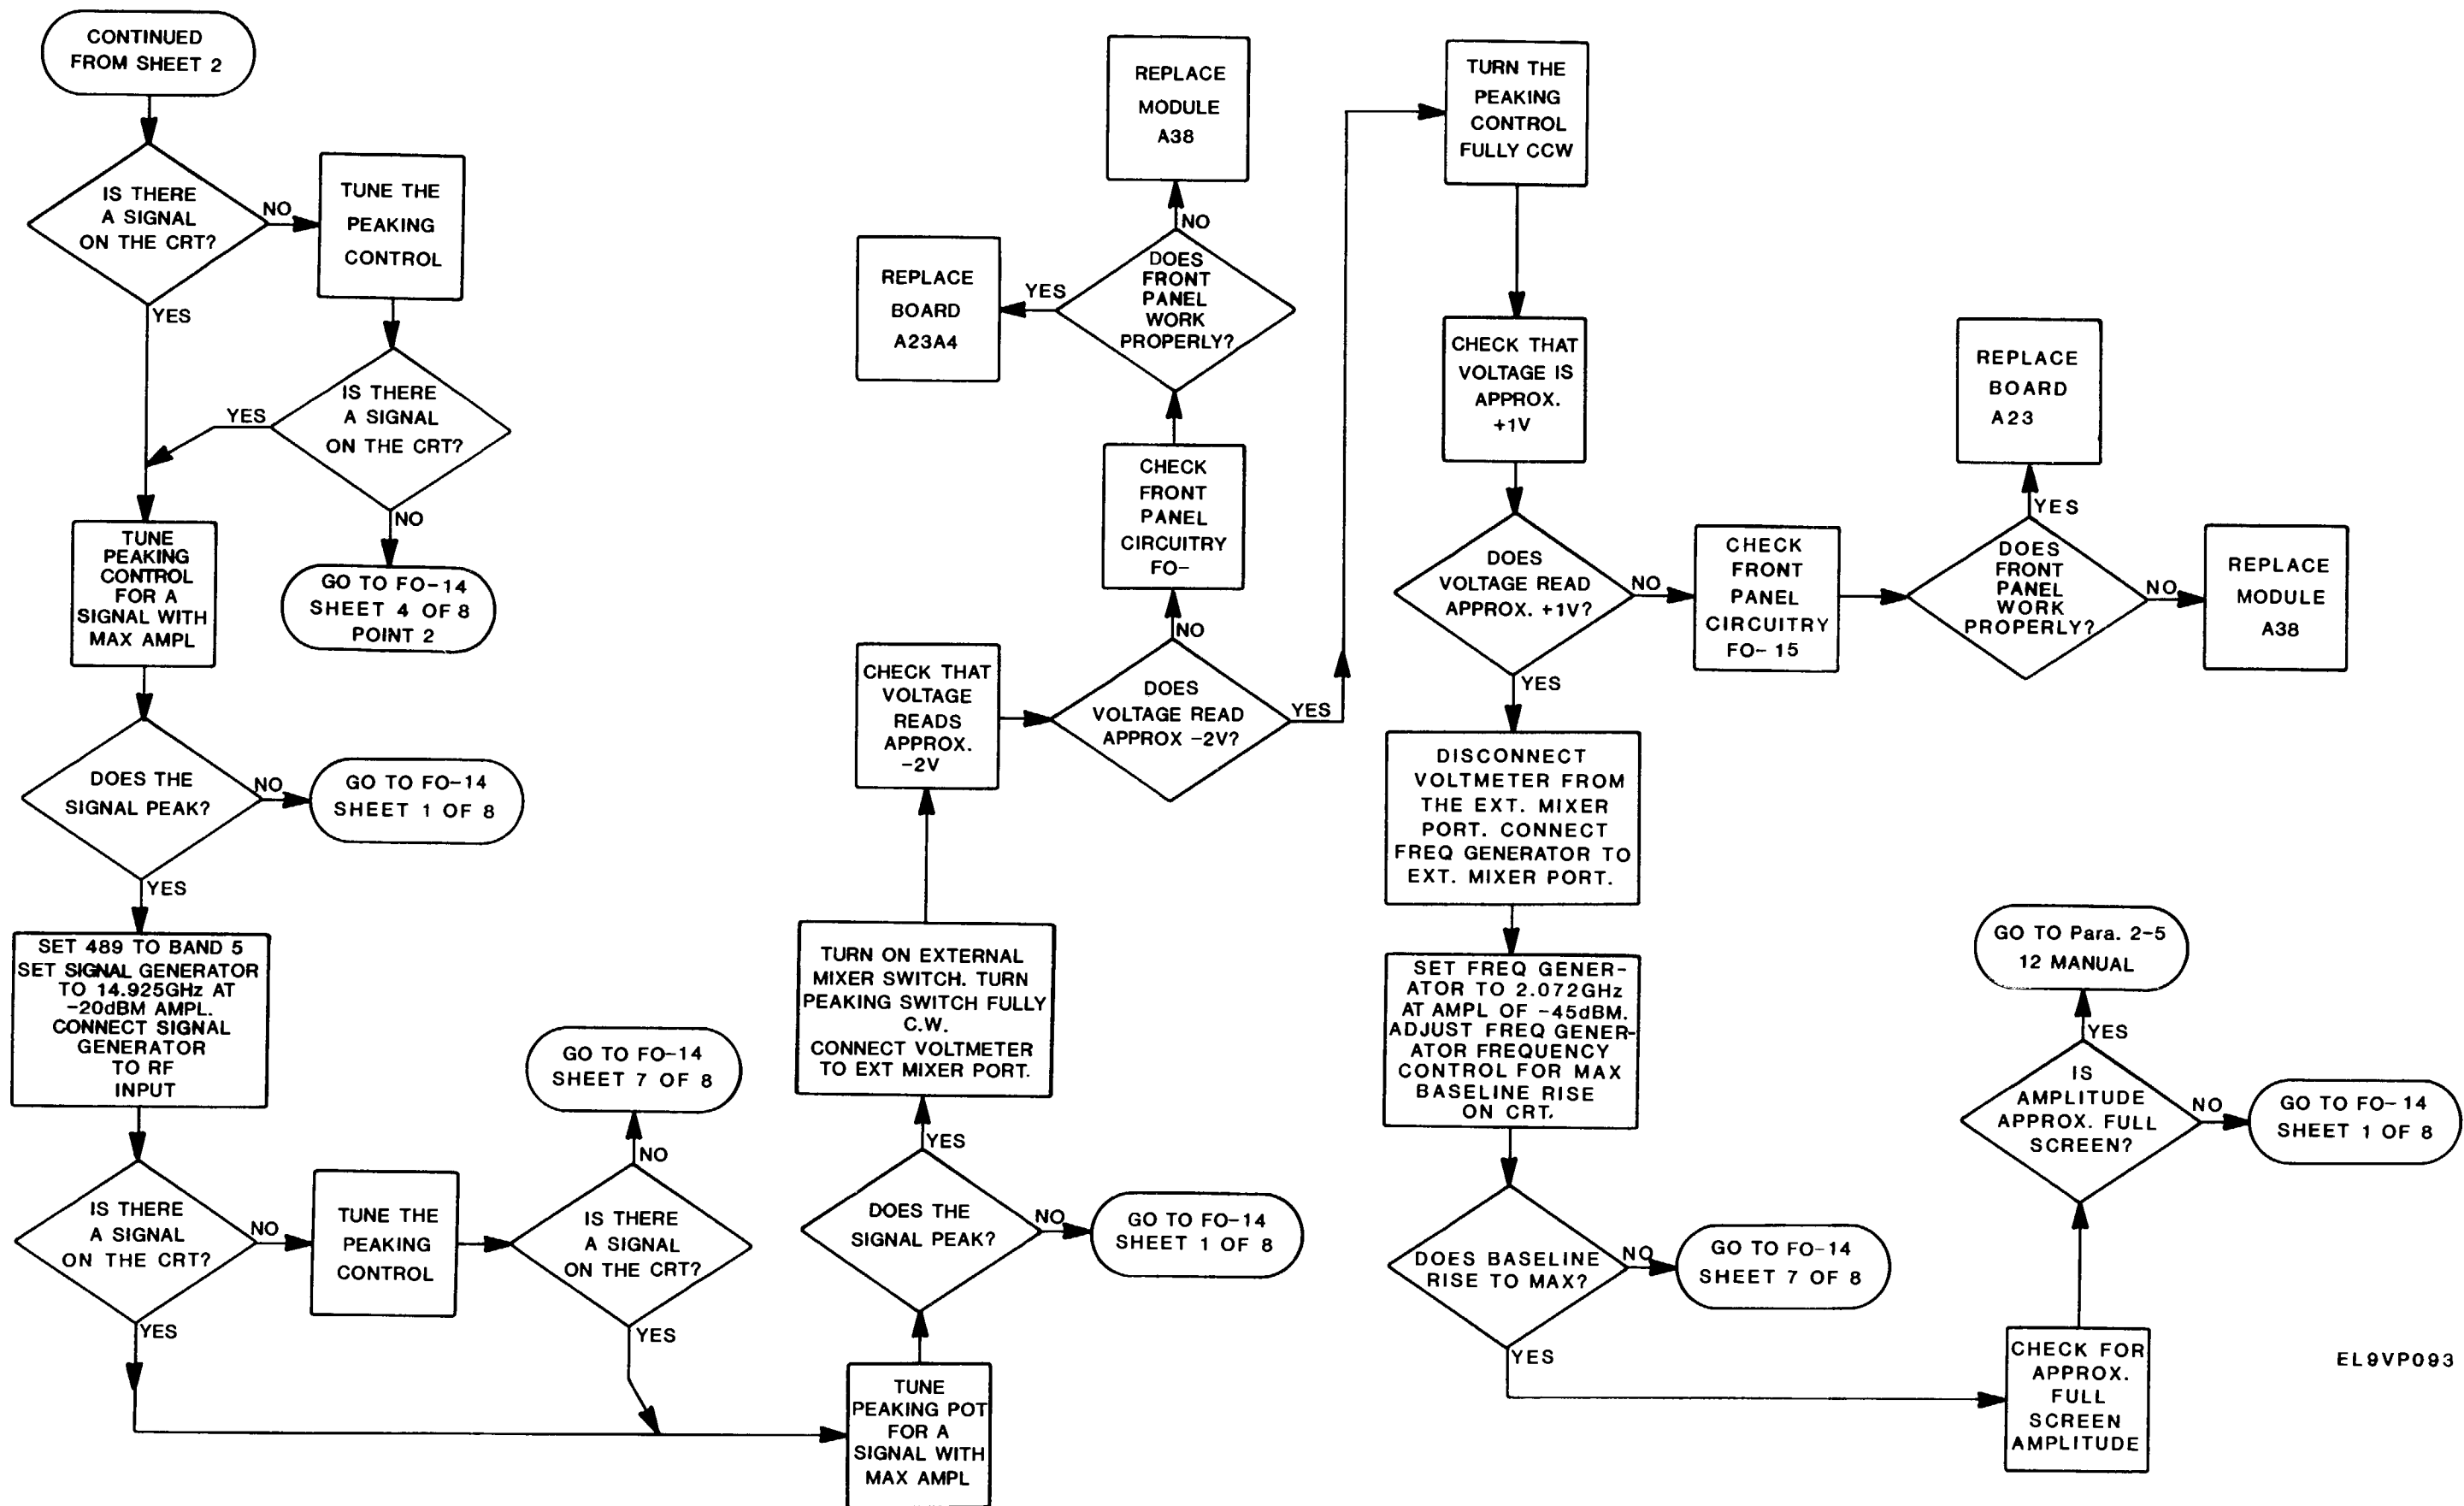 CONTINUED
FROM SHEET 2
IS THERE
A SIGNAL
ON THE CRT?
NO
TUNE THE
PEAKING
CONTROL
YES
IS THERE
A SIGNAL
ON THE CRT?
YES
NO
GO TO FO-14
SHEET 4 OF 8
POINT 2
TUNE
PEAKING
CONTROL
FOR A
SIGNAL WITH
MAX AMPL
DOES THE
SIGNAL PEAK?
NO
GO TO FO-14
SHEET 1 OF 8
YES
SET 489 TO BAND 5
SET SIGNAL GENERATOR
TO 14.925GHz AT
-20dBM AMPL.
CONNECT SIGNAL
GENERATOR
TO RF
INPUT
IS THERE
A SIGNAL
ON THE CRT?
NO
TUNE THE
PEAKING
CONTROL
IS THERE
A SIGNAL
ON THE CRT?
NO
GO TO FO-14
SHEET 7 OF 8
YES
YES
TUNE
PEAKING POT
FOR A
SIGNAL WITH
MAX AMPL
DOES THE
SIGNAL PEAK?
NO
GO TO FO-14
SHEET 1 OF 8
YES
TURN ON EXTERNAL
MIXER SWITCH. TURN
PEAKING SWITCH FULLY
C.W.
CONNECT VOLTMETER
TO EXT MIXER PORT.
CHECK THAT
VOLTAGE
READS
APPROX.
-2V
DOES
VOLTAGE READ
APPROX -2V?
NO
CHECK
FRONT
PANEL
CIRCUITRY
FO-
DOES
FRONT
PANEL
WORK
PROPERLY?
YES
REPLACE
BOARD
A23A4
NO
REPLACE
MODULE
A38
YES
TURN THE
PEAKING
CONTROL
FULLY CCW
CHECK THAT
VOLTAGE IS
APPROX.
+1V
DOES
VOLTAGE READ
APPROX. +1V?
NO
CHECK
FRONT
PANEL
CIRCUITRY
FO-15
DOES
FRONT
PANEL
WORK
PROPERLY?
YES
REPLACE
BOARD
A23
NO
REPLACE
MODULE
A38
YES
DISCONNECT
VOLTMETER FROM
THE EXT. MIXER
PORT. CONNECT
FREQ GENERATOR TO
EXT. MIXER PORT.
SET FREQ GENER-
ATOR TO 2.072GHz
AT AMPL OF -45dBM.
ADJUST FREQ GENER-
ATOR FREQUENCY
CONTROL FOR MAX
BASELINE RISE
ON CRT.
DOES BASELINE
RISE TO MAX?
NO
GO TO FO-14
SHEET 7 OF 8
YES
CHECK FOR
APPROX.
FULL
SCREEN
AMPLITUDE
IS
AMPLITUDE
APPROX. FULL
SCREEN?
NO
GO TO FO-14
SHEET 1 OF 8
YES
GO TO Para. 2-5
12 MANUAL
EL9VP093